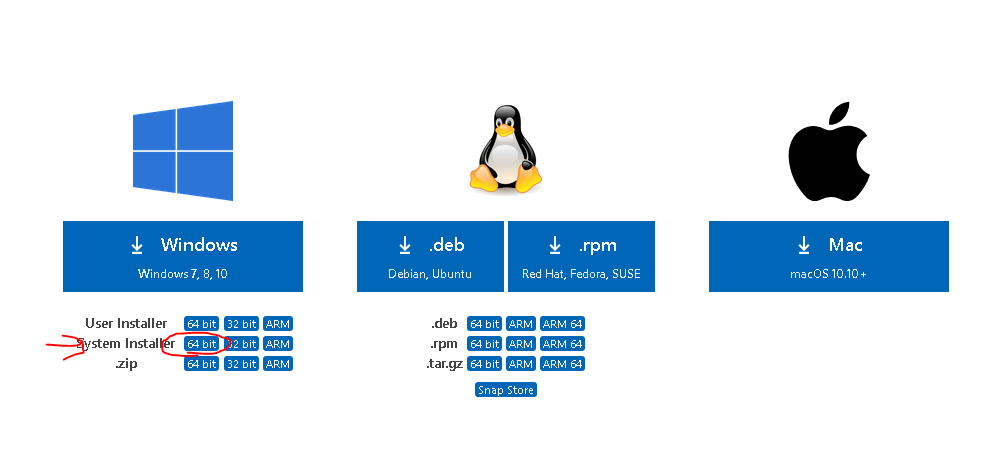 Windows
Windows 7, 8, 10
.deb
Debian, Ubuntu
.rpm
Red Hat, Fedora, SUSE
Mac
macOS 10.10+
User Installer 64 bit 32 bit ARM
System Installer 64 bit 32 bit ARM
.zip 64 bit 32 bit ARM
.deb 64 bit ARM ARM 64
.rpm 64 bit ARM ARM 64
.tar.gz 64 bit ARM ARM 64
Snap Store